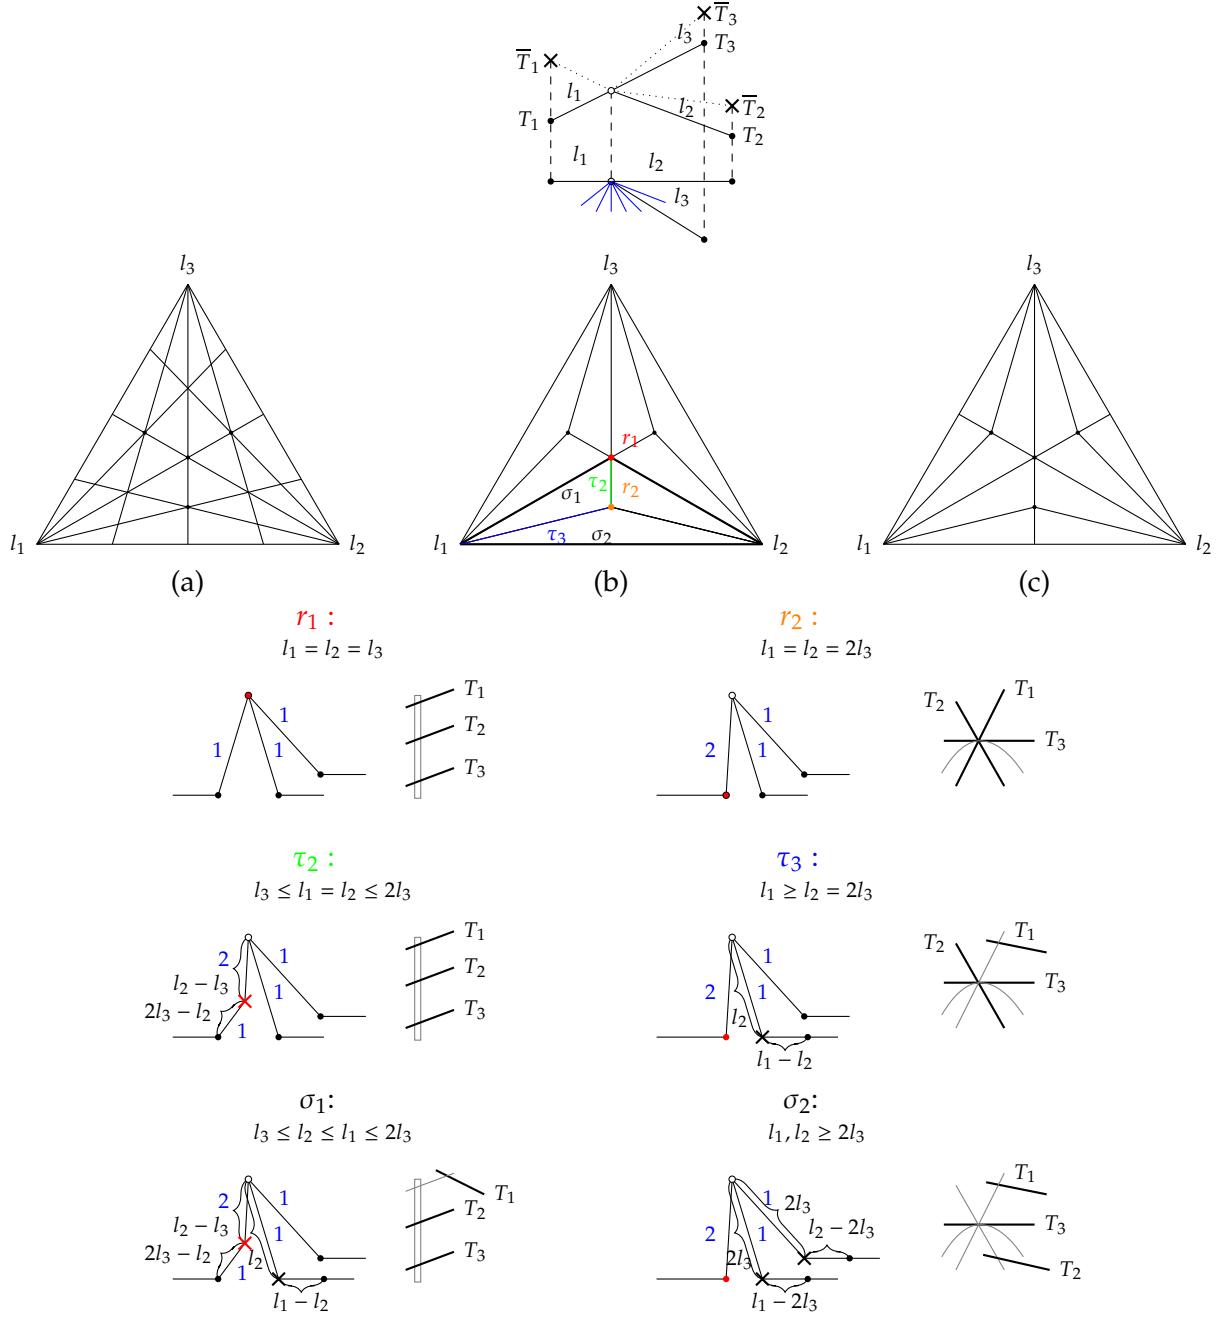 T̅₃
l₃
T₃
T̅₁
l₁
T̅₂
l₂
T₁
T₂
l₁
l₂
l₃
l₃ l₃ l₃
r₁
τ₂ r₂
σ₁
l₁ l₂ l₁ τ₃ σ₂ l₂ l₁ l₂
(a) (b) (c)
r₁ : r₂ :
l₁ = l₂ = l₃ l₁ = l₂ = 2l₃
1 1 1 T₁ T₂ T₃ 2 1 1 T₂ T₁ T₃
τ₂ : τ₃ :
l₃ ≤ l₁ = l₂ ≤ 2l₃ l₁ ≥ l₂ = 2l₃
2 1 l₂ − l₃ 1 2l₃ − l₂ 1 T₁ T₂ T₃ 1 2 1 l₂ l₁ − l₂ T₂ T₁ T₃
σ₁: σ₂:
l₃ ≤ l₂ ≤ l₁ ≤ 2l₃ l₁, l₂ ≥ 2l₃
2 1 l₂ − l₃ 1 2l₃ − l₂ l₂ 1 l₁ − l₂ T₁ T₂ T₃ 1 2l₃ 2 1 l₂ − 2l₃ 2l₃ l₁ − 2l₃ T₁ T₃ T₂